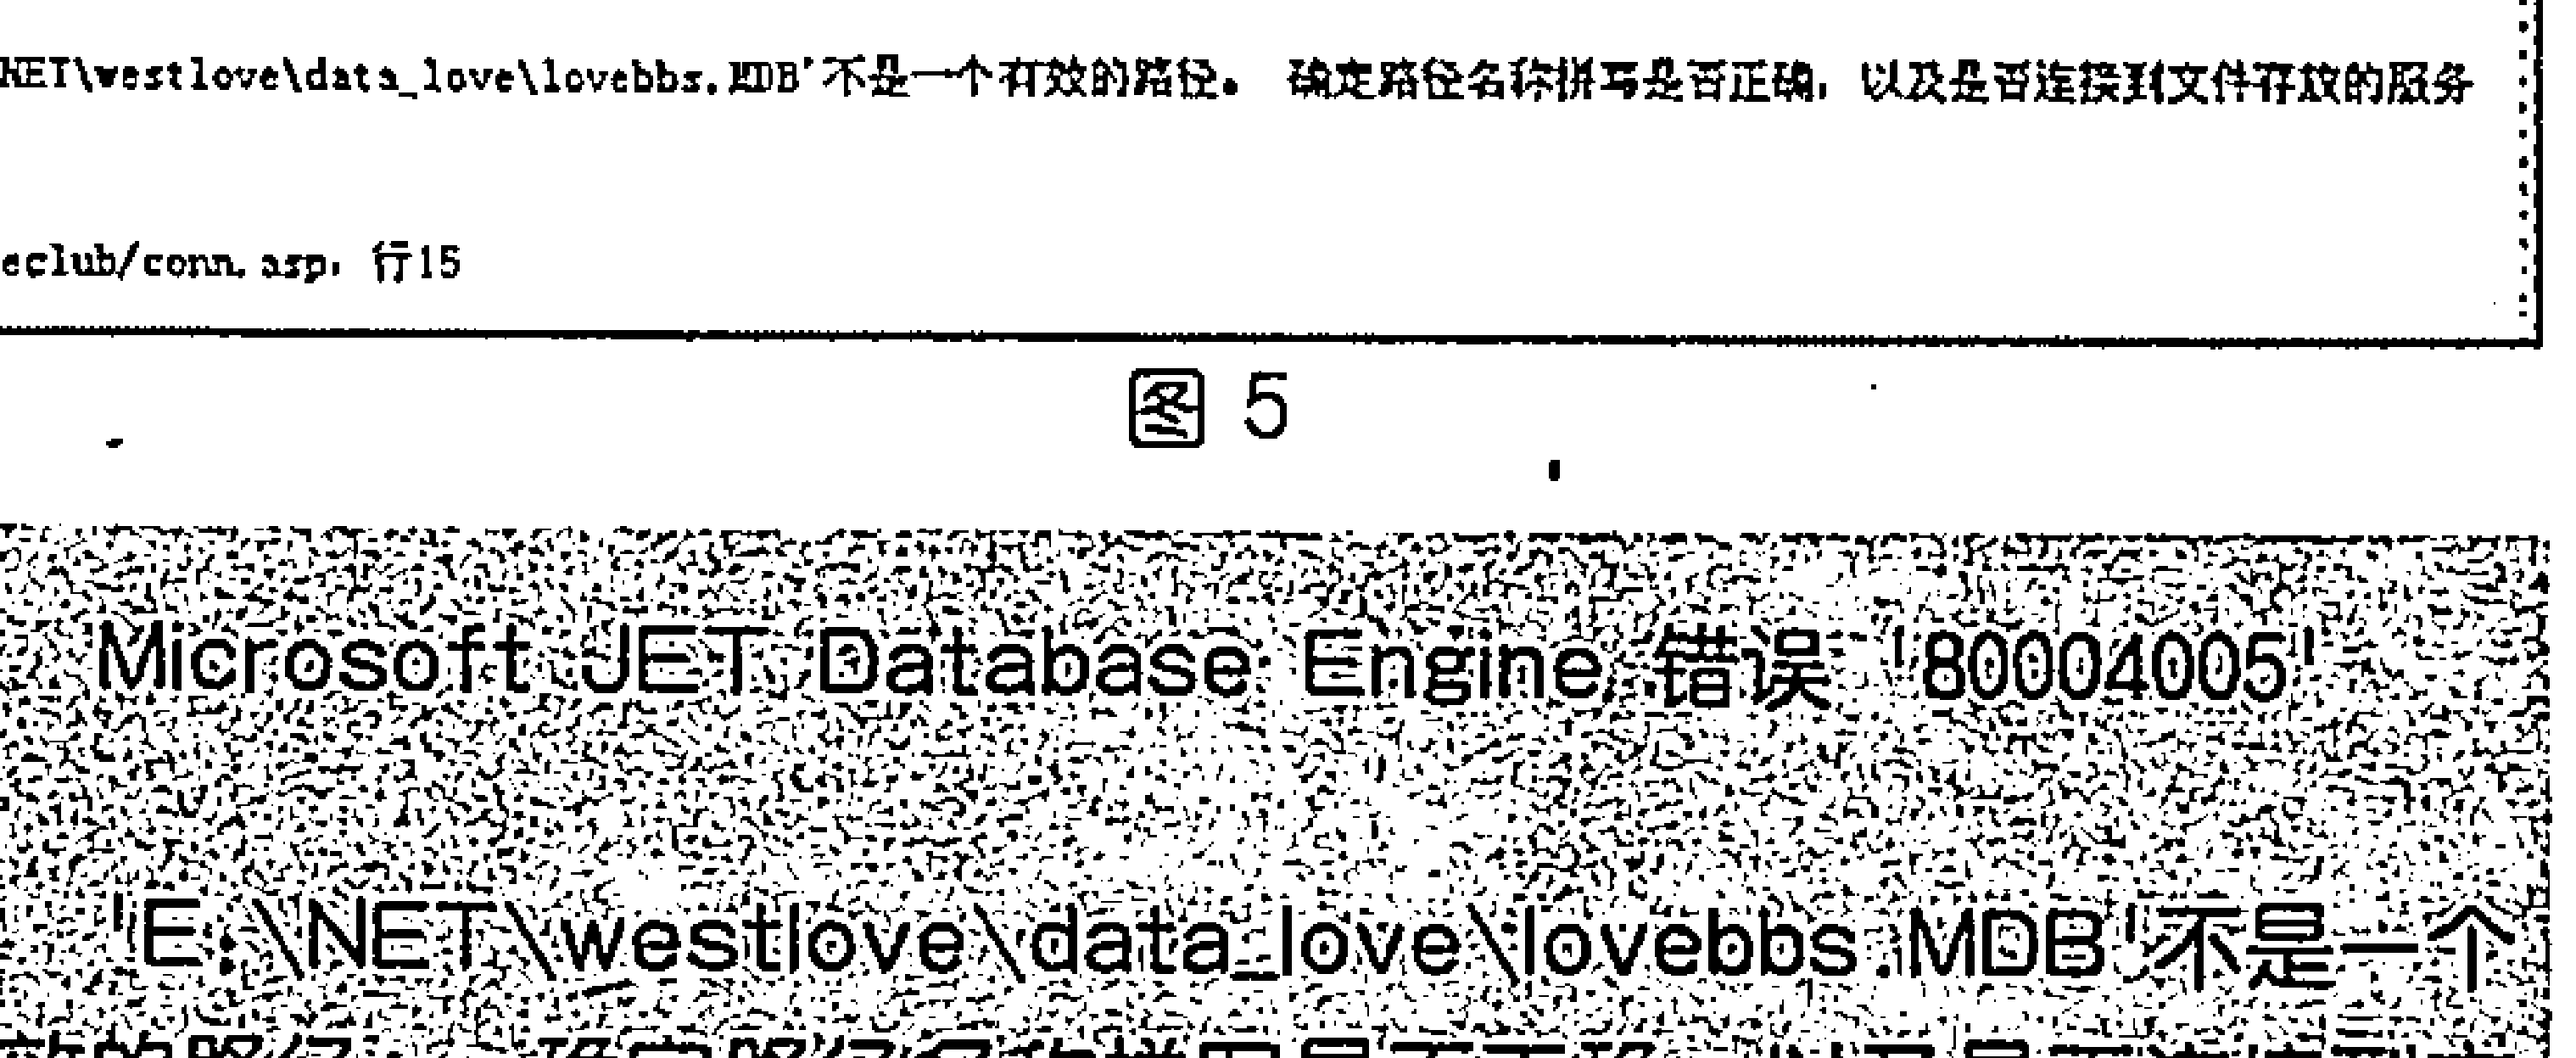 NET\westlove\data_love\lovebbs.MDB'不是一个有效的路径。 确定路径名称拼写是否正确，以及是否连接到文件存放的服务
eclub/conn.asp，行15
图 5
Microsoft JET Database Engine 错误 '80004005'
'E:\NET\westlove\data_love\lovebbs.MDB'不是一个